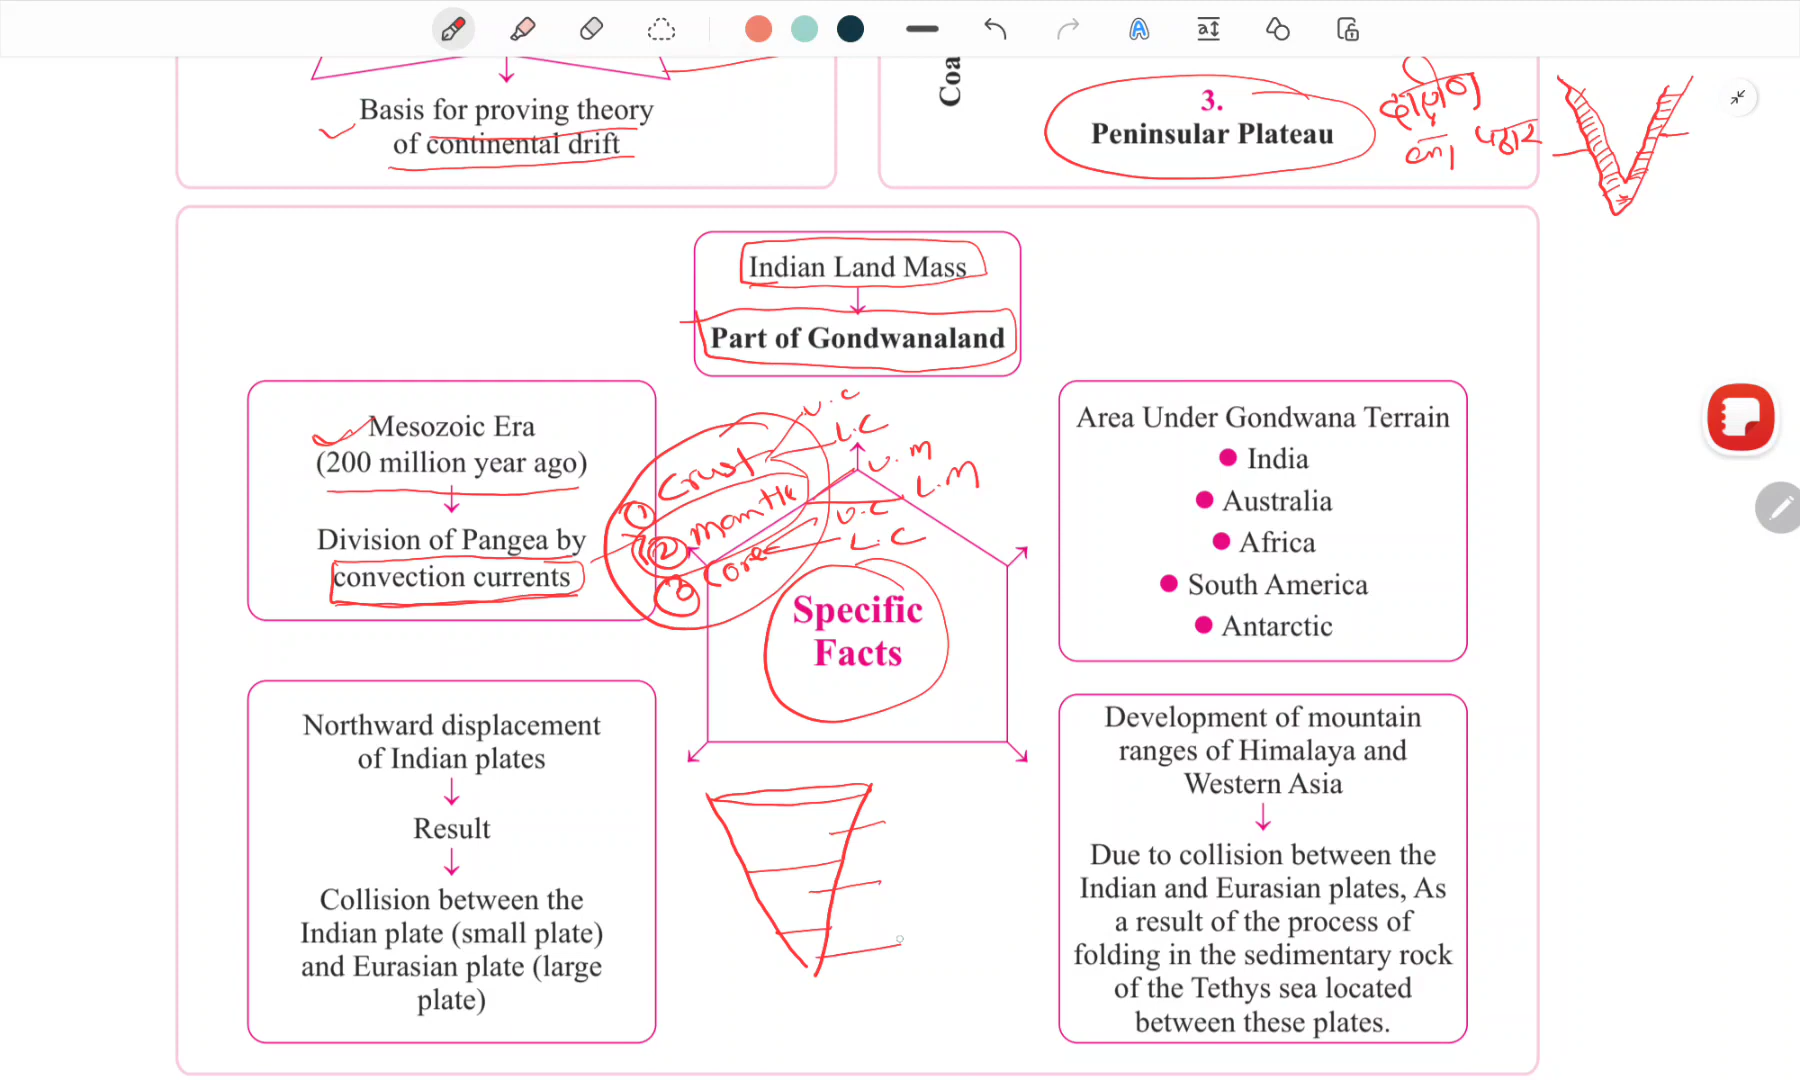 Basis for proving theory
of continental drift
Coa
3.
Peninsular Plateau
का पठार
Indian Land Mass
Part of Gondwanaland
Mesozoic Era
(200 million year ago)
Division of Pangea by
convection currents
① Crust
U.C
L.C
② mantle
U.M
L.M
③ Core
U.C
L.C
Specific
Facts
Area Under Gondwana Terrain
India
Australia
Africa
South America
Antarctic
Northward displacement
of Indian plates
Result
Collision between the
Indian plate (small plate)
and Eurasian plate (large
plate)
Development of mountain
ranges of Himalaya and
Western Asia
Due to collision between the
Indian and Eurasian plates, As
a result of the process of
folding in the sedimentary rock
of the Tethys sea located
between these plates.